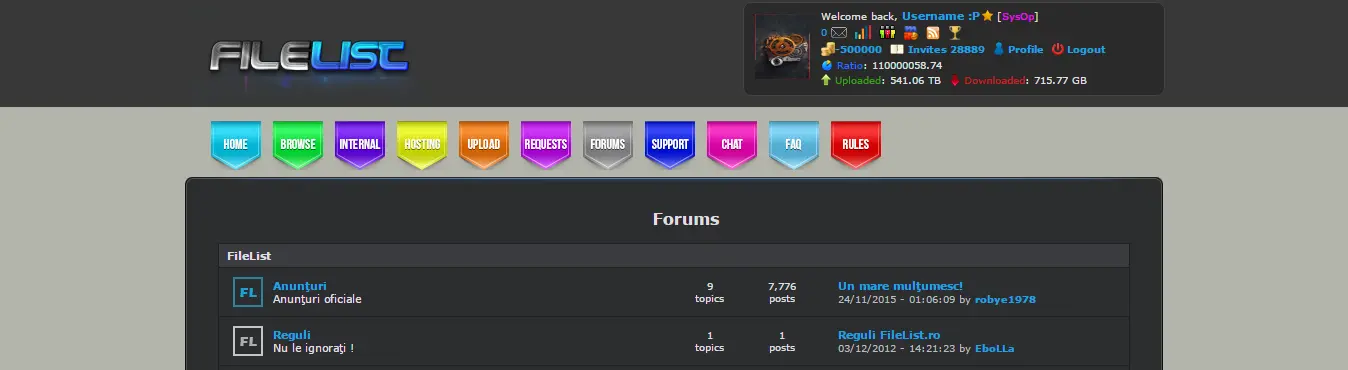 FILELIST
Welcome back, Username :P [SysOp]
0
-500000 Invites 28889 Profile Logout
Ratio: 110000058.74
Uploaded: 541.06 TB Downloaded: 715.77 GB
HOME BROWSE INTERNAL HOSTING UPLOAD REQUESTS FORUMS SUPPORT CHAT FAQ RULES
Forums
FileList
FL Anunţuri 9 7,776 Un mare mulţumesc!
Anunţuri oficiale topics posts 24/11/2015 - 01:06:09 by robye1978
FL Reguli 1 1 Reguli FileList.ro
Nu le ignoraţi ! topics posts 03/12/2012 - 14:21:23 by EboLLa